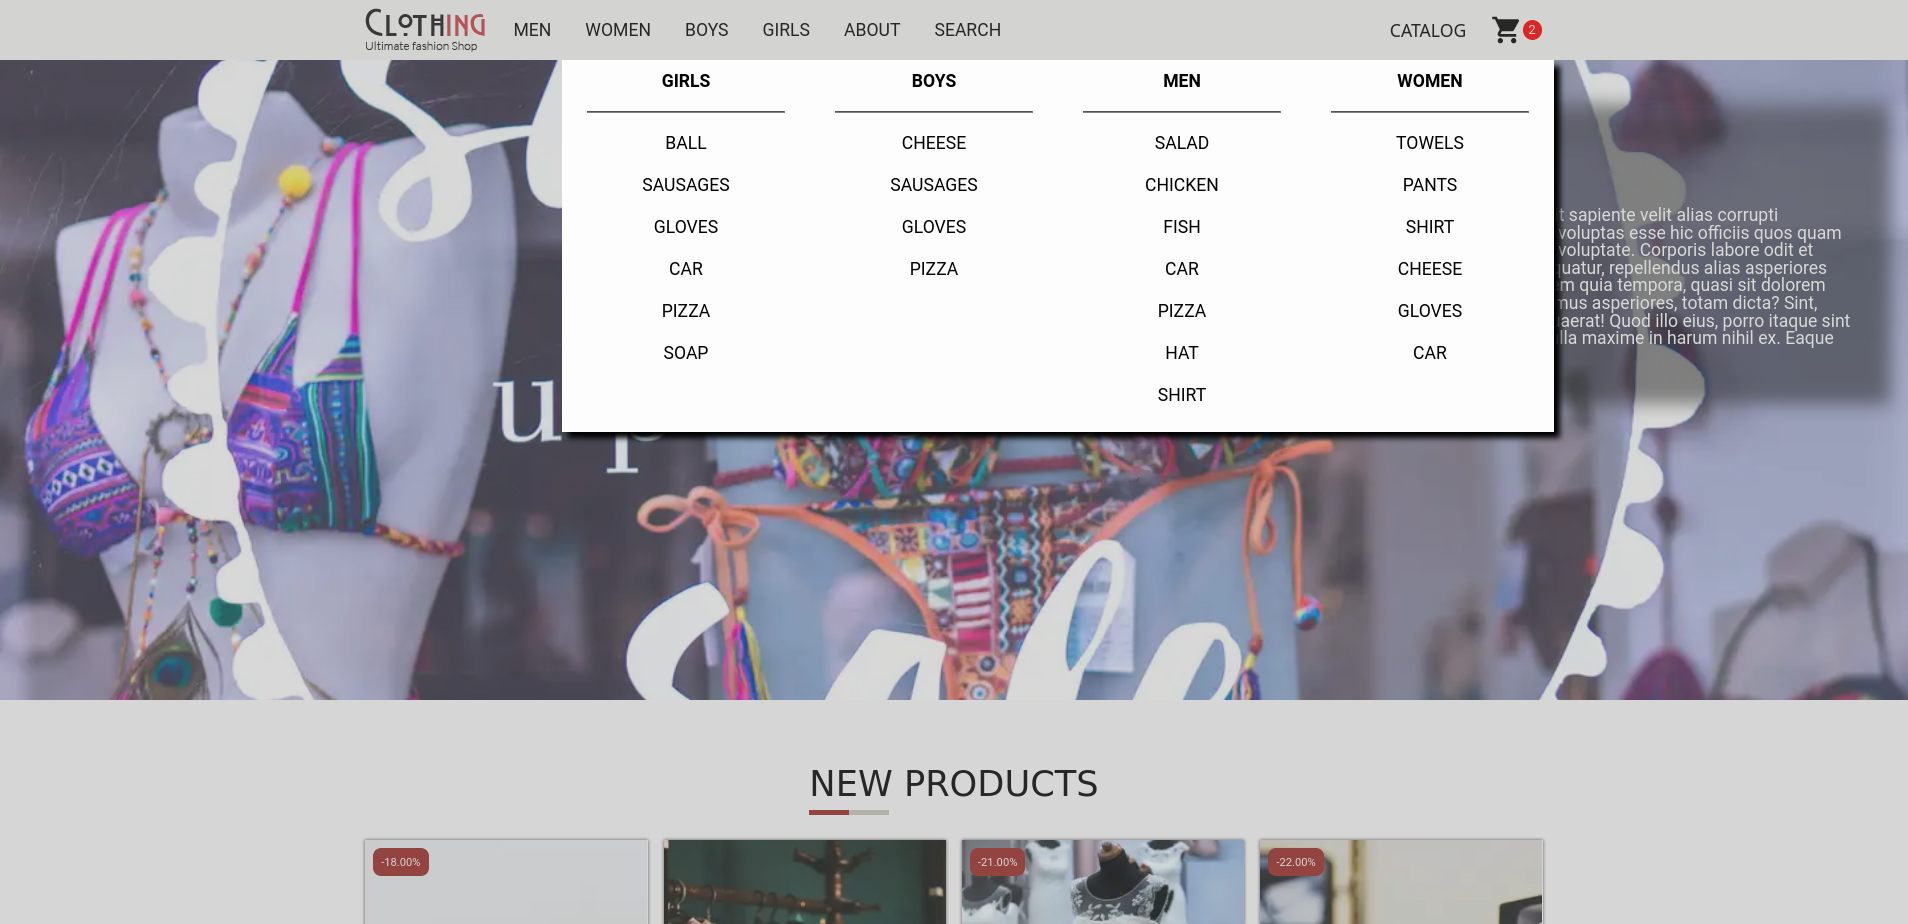 CLOTHING
Ultimate fashion Shop
MEN WOMEN BOYS GIRLS ABOUT SEARCH
CATALOG 2
GIRLS
BALL
SAUSAGES
GLOVES
CAR
PIZZA
SOAP
BOYS
CHEESE
SAUSAGES
GLOVES
PIZZA
MEN
SALAD
CHICKEN
FISH
CAR
PIZZA
HAT
SHIRT
WOMEN
TOWELS
PANTS
SHIRT
CHEESE
GLOVES
CAR
sapiente velit alias corrupti
voluptas esse hic officiis quos quam
voluptate. Corporis labore odit et
repellendus alias asperiores
quia tempora, quasi sit dolorem
asperiores, totam dicta? Sint,
Quod illo eius, porro itaque sint
maxime in harum nihil ex. Eaque
up
Sale
NEW PRODUCTS
-18.00%
-21.00%
-22.00%